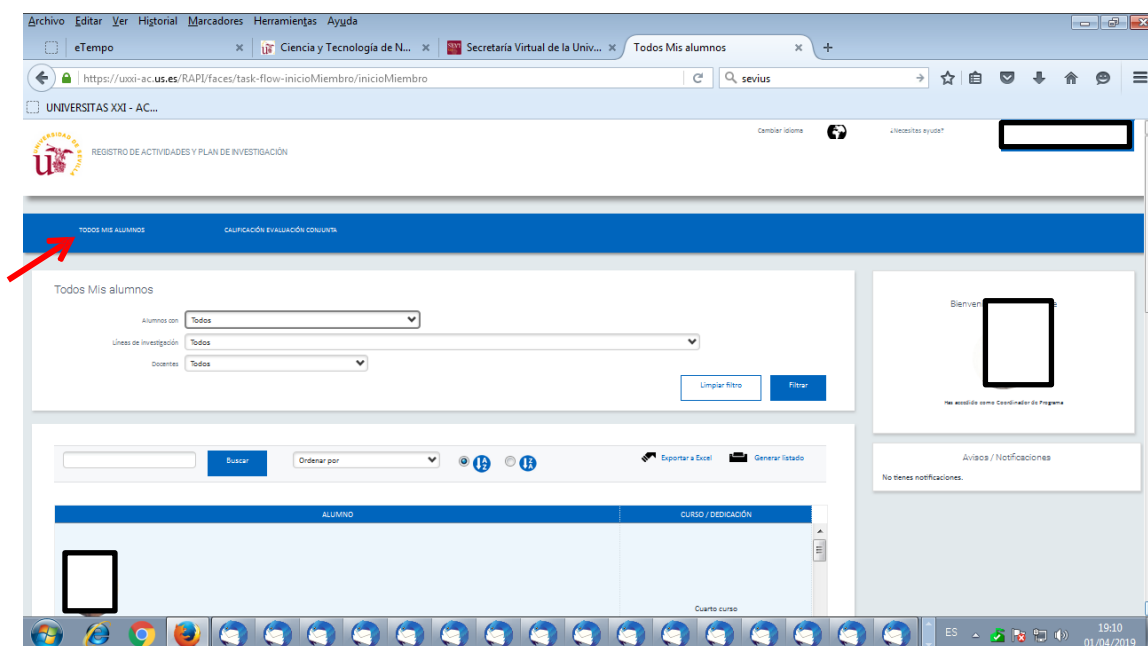 Archivo Editar Ver Historial Marcadores Herramientas Ayuda
eTempo × Ciencia y Tecnología de N... × Secretaría Virtual de la Univ... × Todos Mis alumnos × +
https://uxxi-ac.us.es/RAPI/faces/task-flow-inicioMiembro/inicioMiembro sevius
UNIVERSITAS XXI - AC...
UNIVERSIDAD DE SEVILLA
REGISTRO DE ACTIVIDADES Y PLAN DE INVESTIGACIÓN
Cambiar idioma ¿Necesitas ayuda?
TODOS MIS ALUMNOS CALIFICACIÓN EVALUACIÓN CONJUNTA
Todos Mis alumnos
Alumnos con Todos
Líneas de investigación Todos
Docentes Todos
Limpiar filtro Filtrar
Bienven
Has accedido como Coordinador de Programa
Buscar Ordenar por Exportar a Excel Generar listado
Avisos / Notificaciones
No tienes notificaciones.
ALUMNO CURSO / DEDICACIÓN
Cuarto curso
ES 19:10
01/04/2019